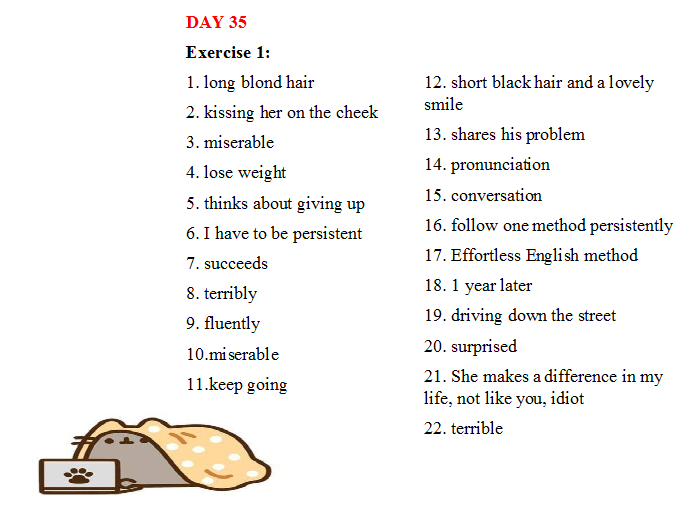 DAY 35
Exercise 1:
1. long blond hair
2. kissing her on the cheek
3. miserable
4. lose weight
5. thinks about giving up
6. I have to be persistent
7. succeeds
8. terribly
9. fluently
10.miserable
11.keep going
12. short black hair and a lovely
smile
13. shares his problem
14. pronunciation
15. conversation
16. follow one method persistently
17. Effortless English method
18. 1 year later
19. driving down the street
20. surprised
21. She makes a difference in my
life, not like you, idiot
22. terrible